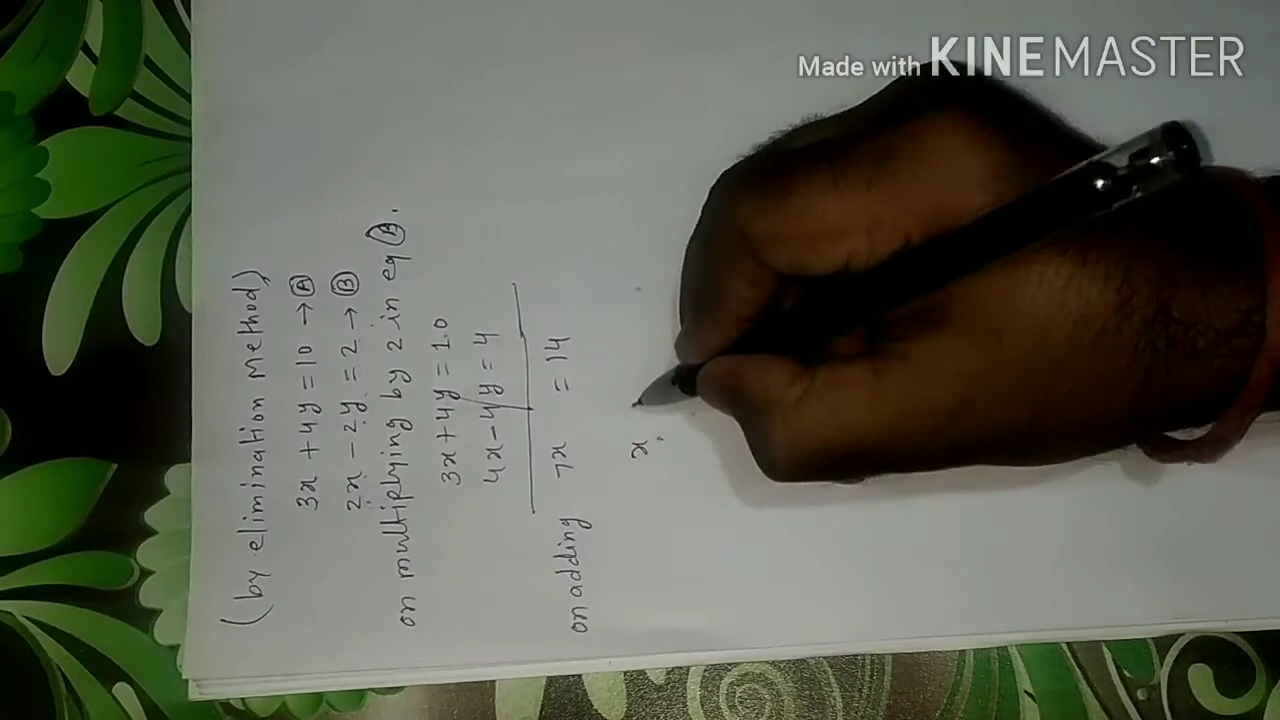 Made with KINEMASTER
(by elimination method)
3x + 4y = 10 → Ⓐ
2x - 2y = 2 → Ⓑ
on multiplying by 2 in eq Ⓑ.
3x + 4y = 10
4x - 4y = 4
on adding 7x = 14
x